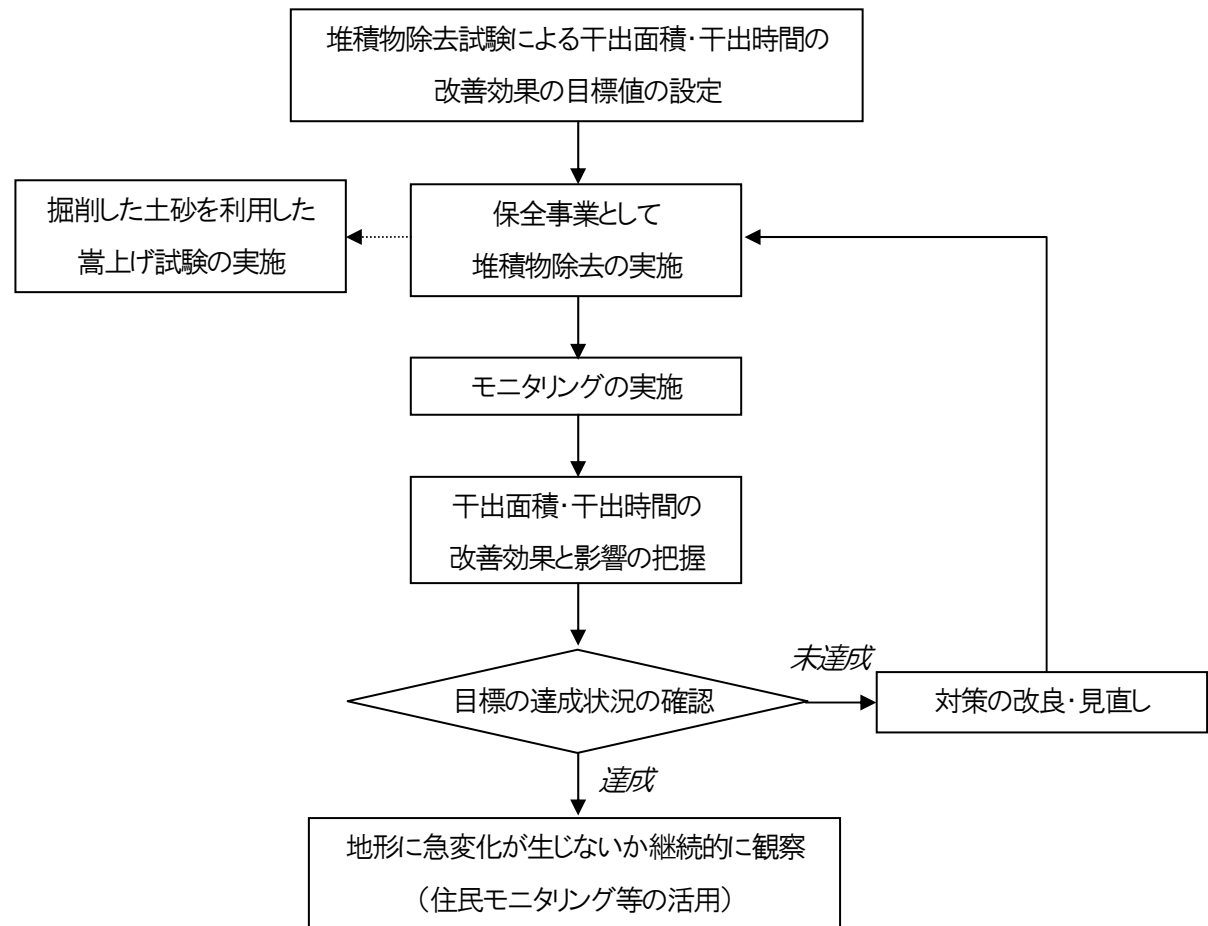 堆積物除去試験による干出面積・干出時間の
改善効果の目標値の設定
掘削した土砂を利用した
嵩上げ試験の実施
保全事業として
堆積物除去の実施
モニタリングの実施
干出面積・干出時間の
改善効果と影響の把握
目標の達成状況の確認
未達成
対策の改良・見直し
達成
地形に急変化が生じないか継続的に観察
（住民モニタリング等の活用）